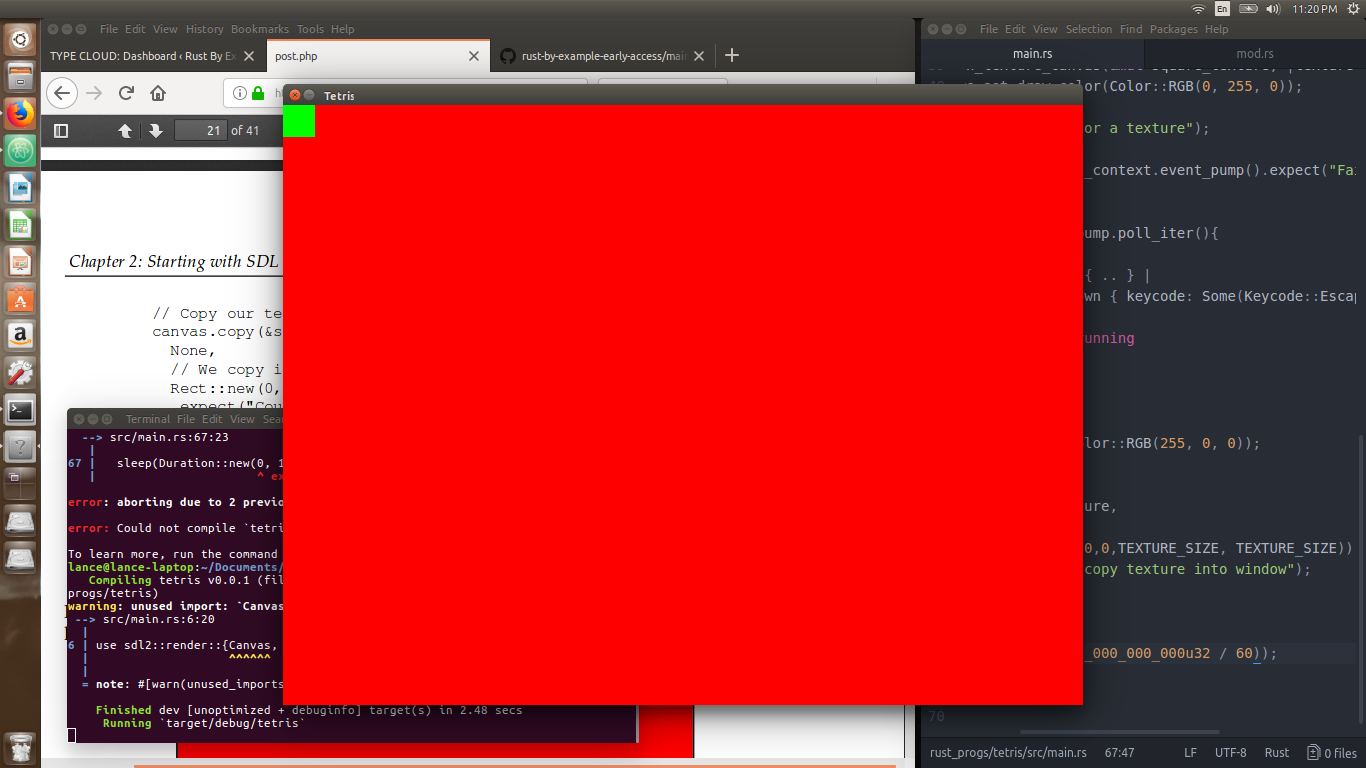 En
11:20 PM
File Edit View History Bookmarks Tools Help
TYPE CLOUD: Dashboard ‹ Rust By Ex
post.php
rust-by-example-early-access/mai
21 of 41
Chapter 2: Starting with SDL
// Copy our te
canvas.copy(&s
None,
// We copy i
Rect::new(0,
Tetris
Terminal File Edit View Sea
--> src/main.rs:67:23
|
67 | sleep(Duration::new(0, 1
| ^ ex
error: aborting due to 2 previo
error: Could not compile `tetri
To learn more, run the command
lance@lance-laptop:~/Documents/
Compiling tetris v0.0.1 (fil
progs/tetris)
warning: unused import: `Canvas
--> src/main.rs:6:20
|
6 | use sdl2::render::{Canvas,
| ^^^^^^
|
= note: #[warn(unused_imports
Finished dev [unoptimized + debuginfo] target(s) in 2.48 secs
Running `target/debug/tetris`
File Edit View Selection Find Packages Help
main.rs
mod.rs
color(Color::RGB(0, 255, 0));
or a texture");
_context.event_pump().expect("Fa
ump.poll_iter(){
{ .. } |
wn { keycode: Some(Keycode::Escap
unning
lor::RGB(255, 0, 0));
ure,
0,0,TEXTURE_SIZE, TEXTURE_SIZE))
copy texture into window");
_000_000_000u32 / 60));
70
rust_progs/tetris/src/main.rs 67:47 LF UTF-8 Rust 0 files